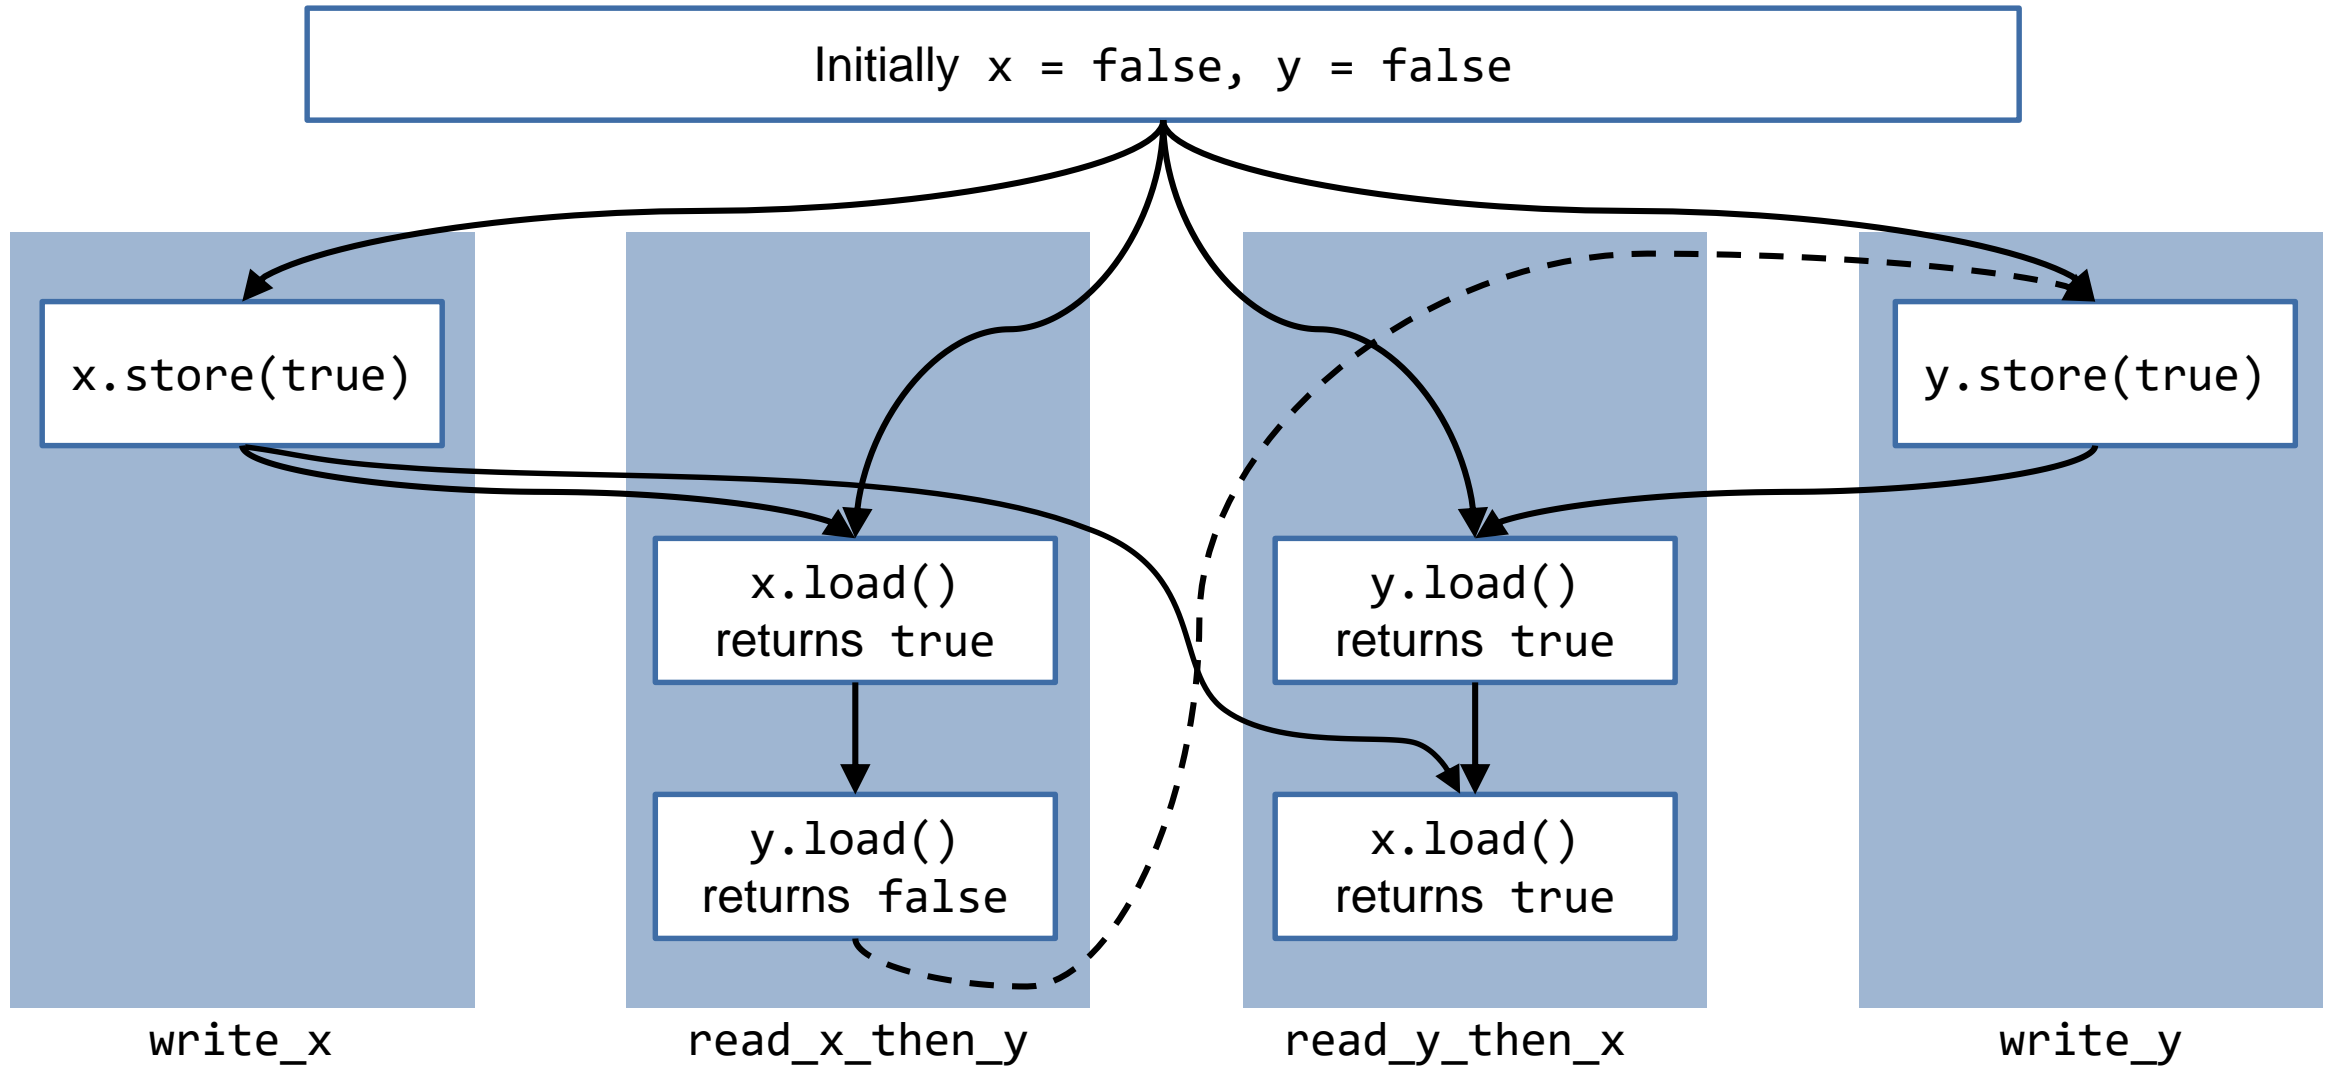 Initially x = false, y = false
x.store(true)
y.store(true)
x.load()
returns true
y.load()
returns true
y.load()
returns false
x.load()
returns true
write_x
read_x_then_y
read_y_then_x
write_y